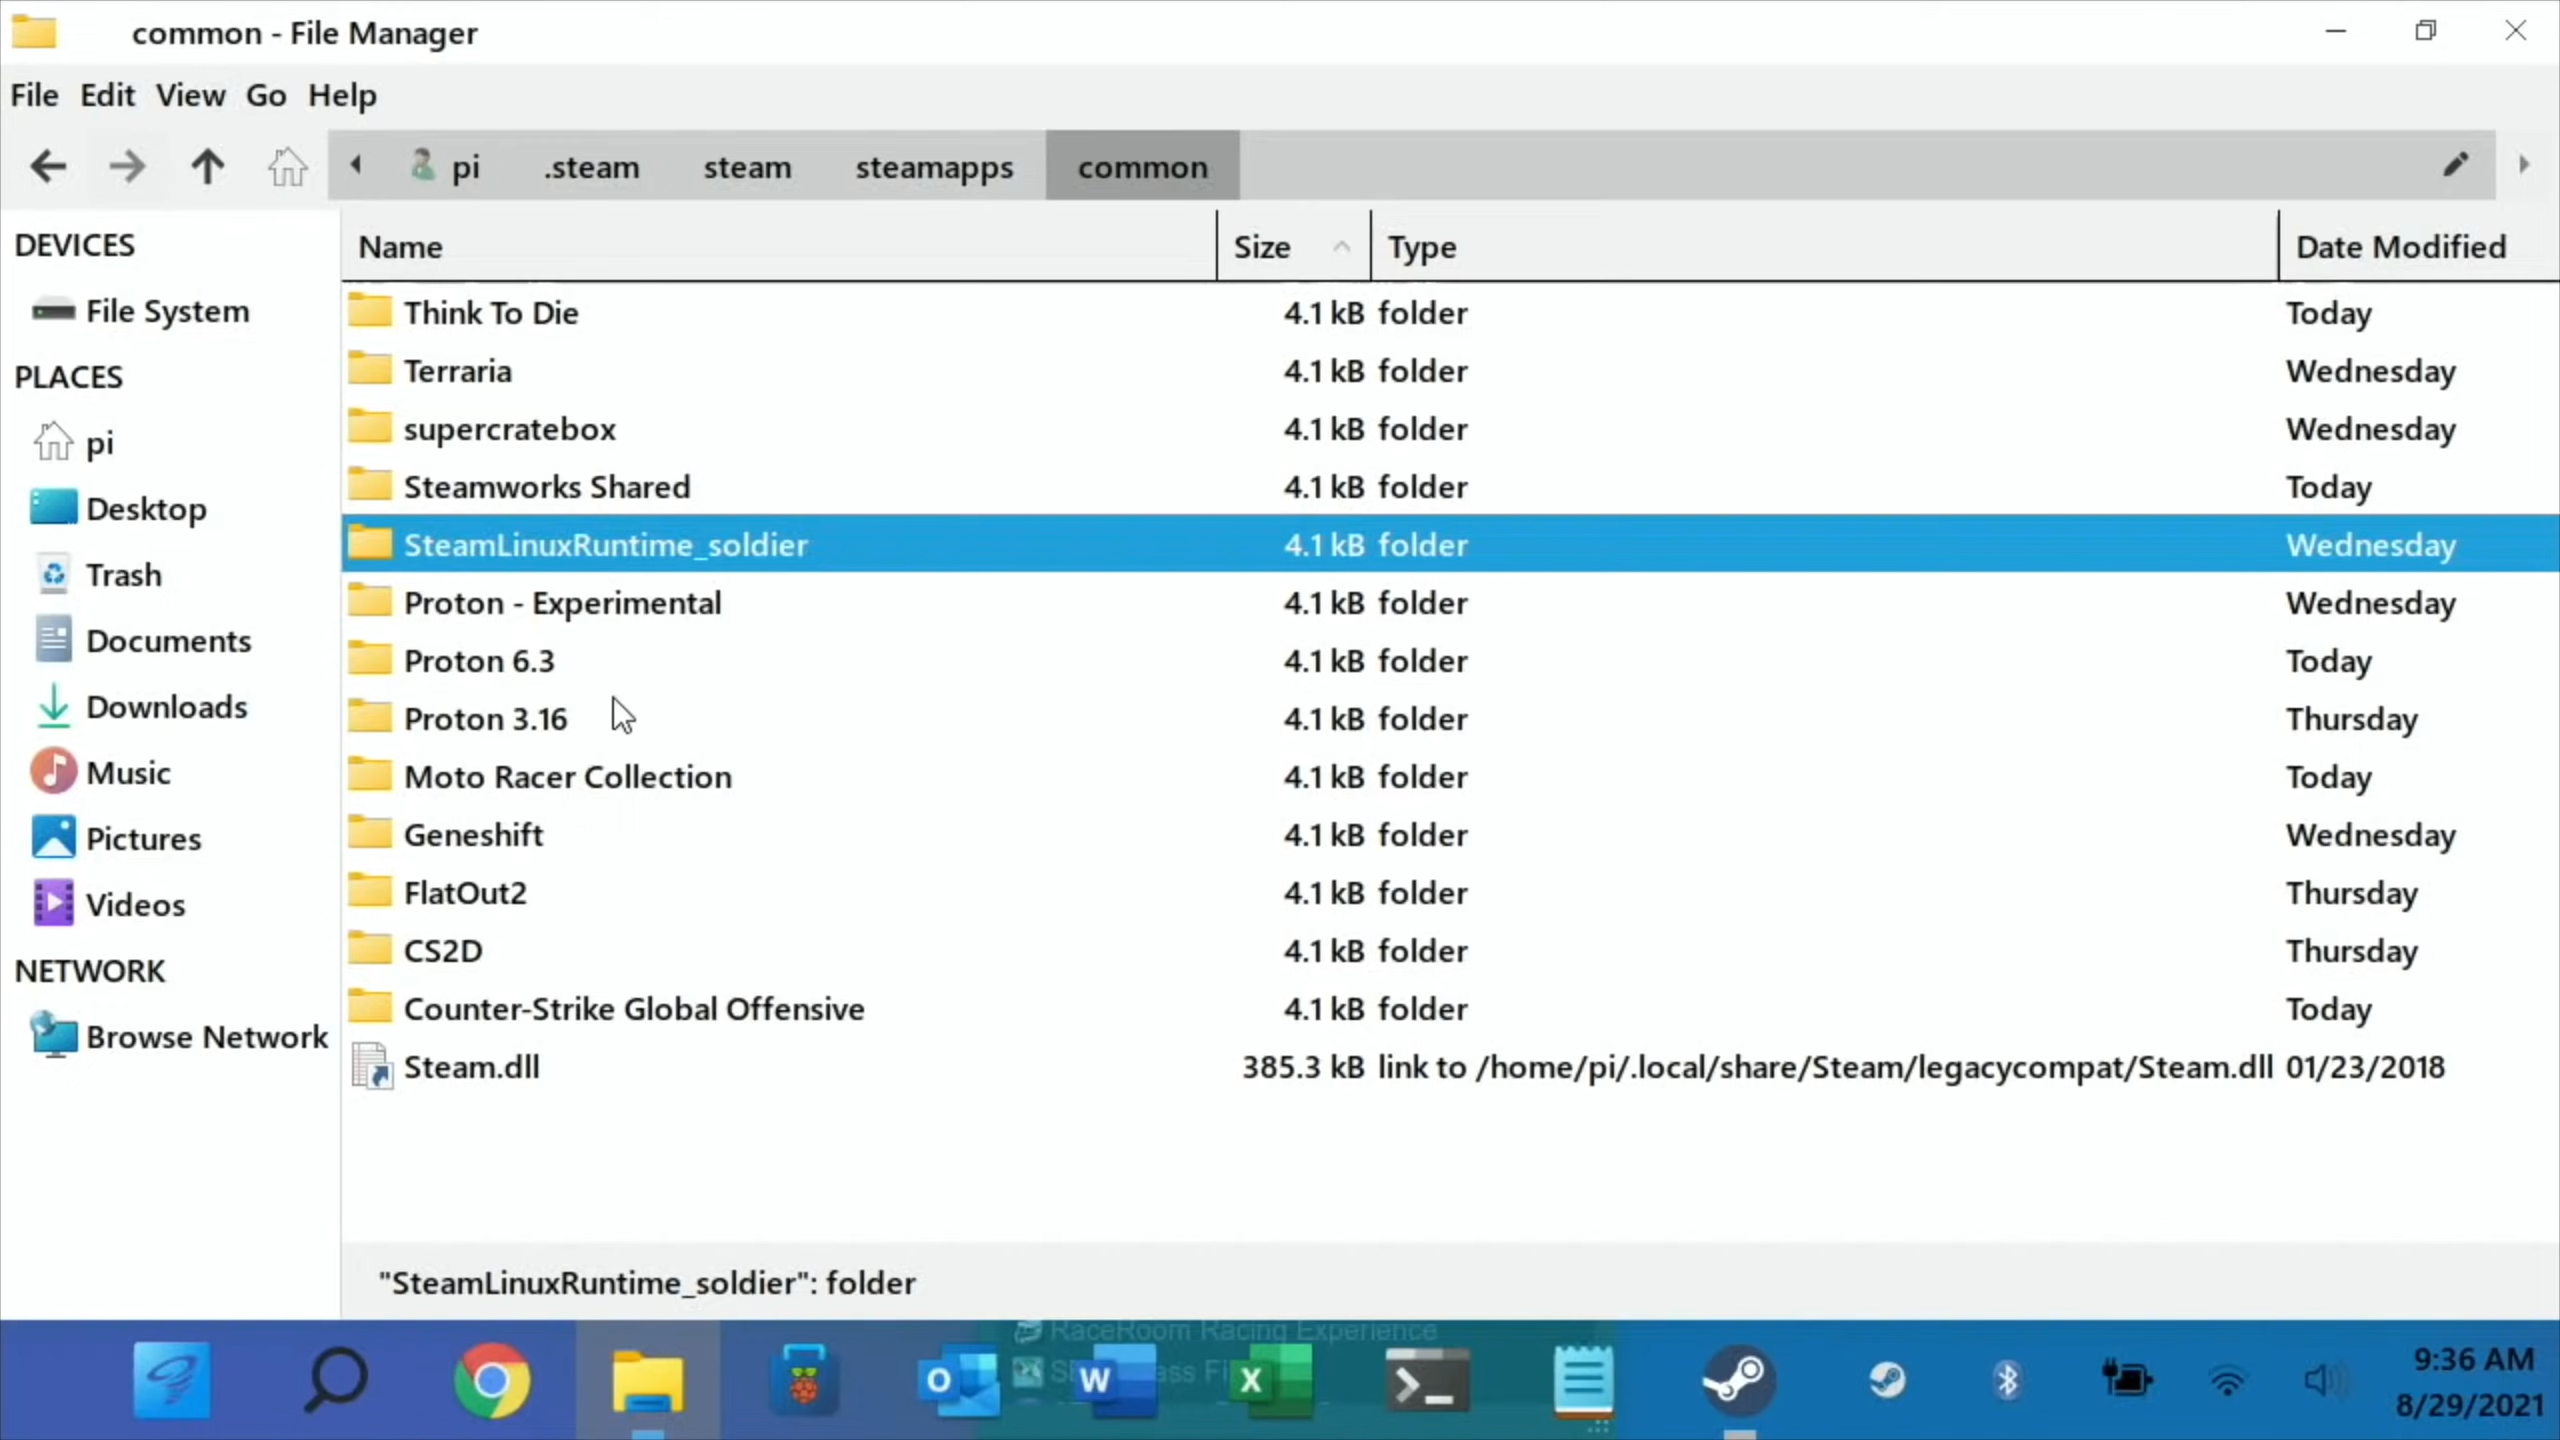 common - File Manager
File Edit View Go Help
pi .steam steam steamapps common
DEVICES
File System
PLACES
pi
Desktop
Trash
Documents
Downloads
Music
Pictures
Videos
NETWORK
Browse Network
Name Size Type Date Modified
Think To Die 4.1 kB folder Today
Terraria 4.1 kB folder Wednesday
supercratebox 4.1 kB folder Wednesday
Steamworks Shared 4.1 kB folder Today
SteamLinuxRuntime_soldier 4.1 kB folder Wednesday
Proton - Experimental 4.1 kB folder Wednesday
Proton 6.3 4.1 kB folder Today
Proton 3.16 4.1 kB folder Thursday
Moto Racer Collection 4.1 kB folder Today
Geneshift 4.1 kB folder Wednesday
FlatOut2 4.1 kB folder Thursday
CS2D 4.1 kB folder Thursday
Counter-Strike Global Offensive 4.1 kB folder Today
Steam.dll 385.3 kB link to /home/pi/.local/share/Steam/legacycompat/Steam.dll 01/23/2018
"SteamLinuxRuntime_soldier": folder
RaceRoom Racing Experience
O W X >_
9:36 AM
8/29/2021